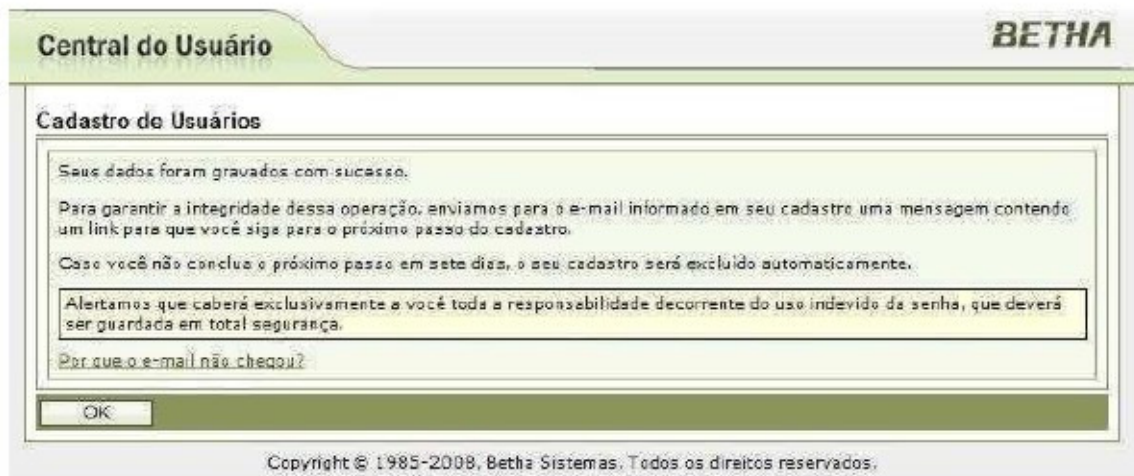 Central do Usuário
BETHA
Cadastro de Usuários
Seus dados foram gravados com sucesso.
Para garantir a integridade dessa operação, enviamos para o e-mail informado em seu cadastro uma mensagem contendo
um link para que você siga para o próximo passo do cadastro.
Caso você não conclua o próximo passo em sete dias, o seu cadastro será excluído automaticamente.
Alertamos que caberá exclusivamente a você toda a responsabilidade decorrente do uso indevido da senha, que deverá
ser guardada em total segurança.
Por que o e-mail não chegou?
OK
Copyright © 1985-2008, Betha Sistemas. Todos os direitos reservados.